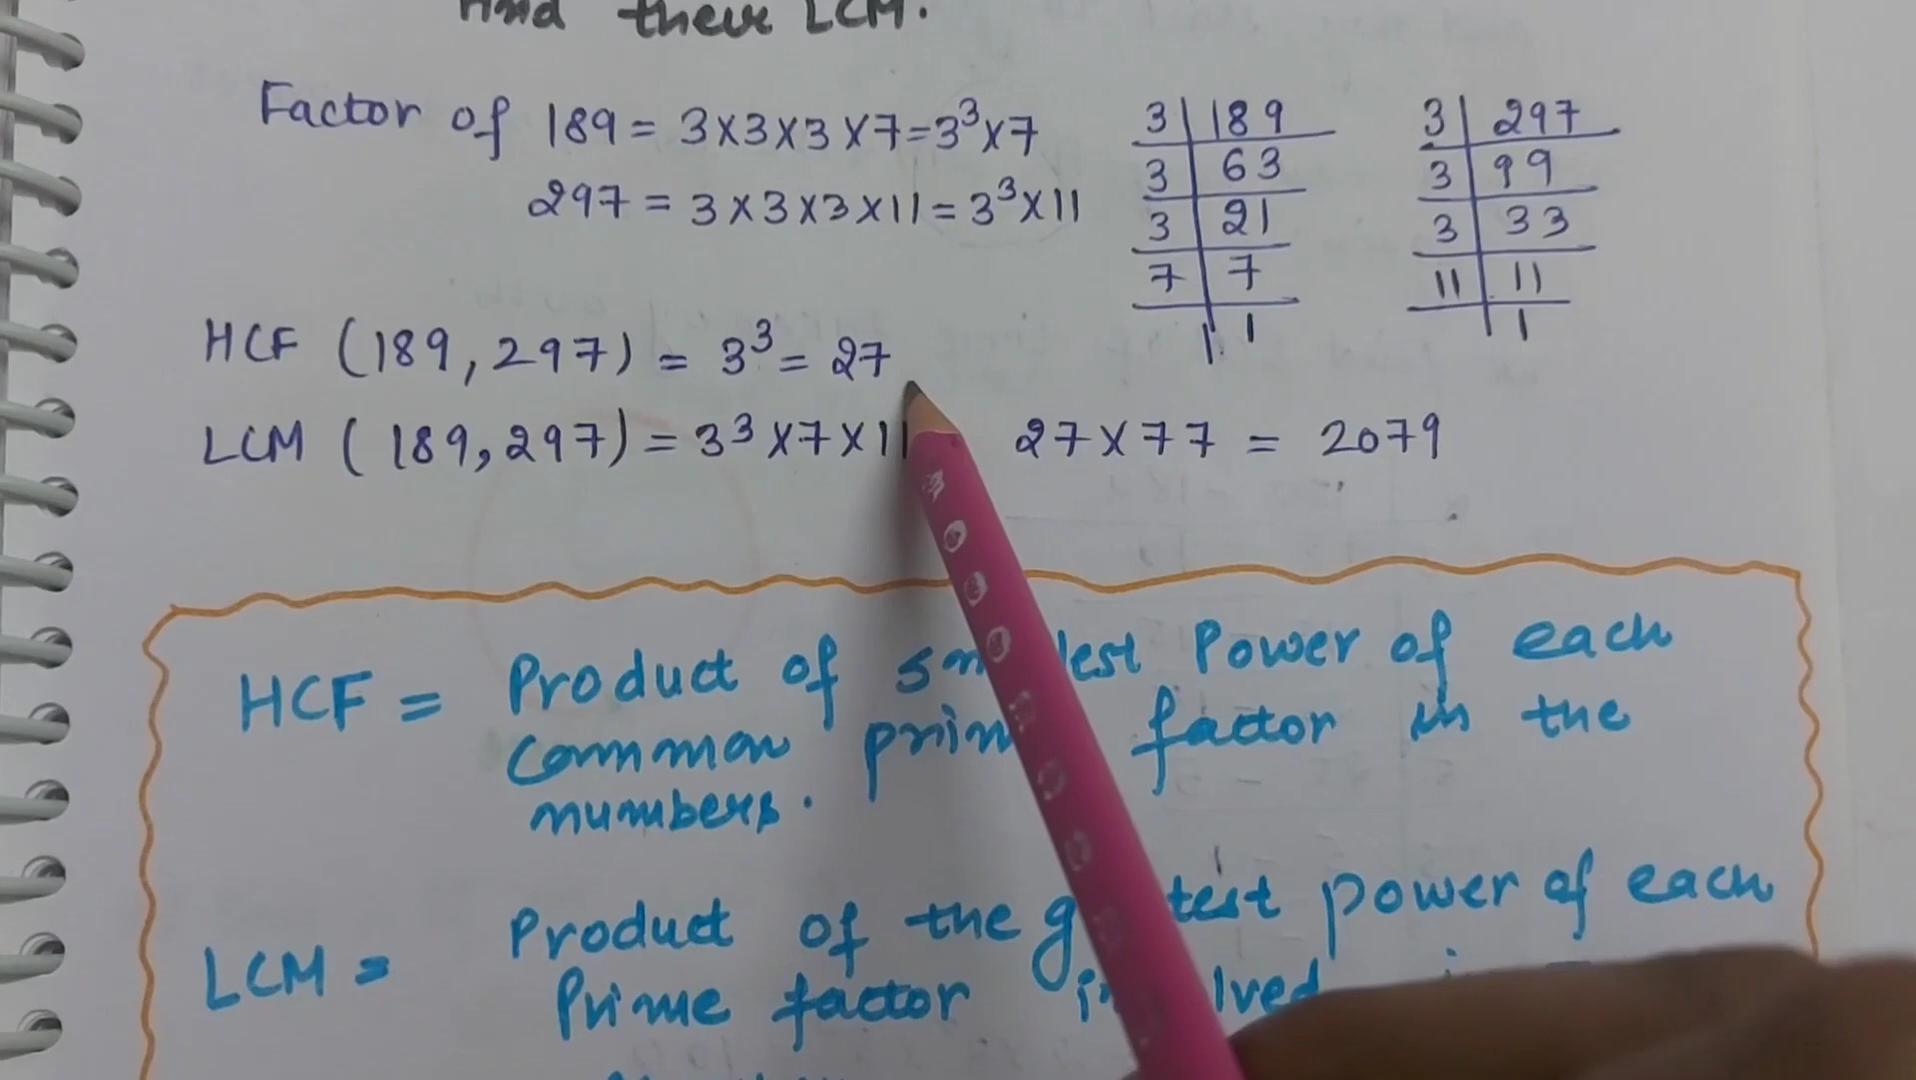 their LCM.
Factor of 189 = 3x3x3x7=3³x7
297 = 3x3x3x11=3³x11
3 | 189
3 | 63
3 | 21
7 | 7
1
3 | 297
3 | 99
3 | 33
11 | 11
1
HCF (189,297) = 3³= 27
LCM ( 189,297) = 3³x7x11 27x77 = 2079
HCF = Product of Power of each
common factor in the
numbers.
LCM = Product of the power of each
Prime factor